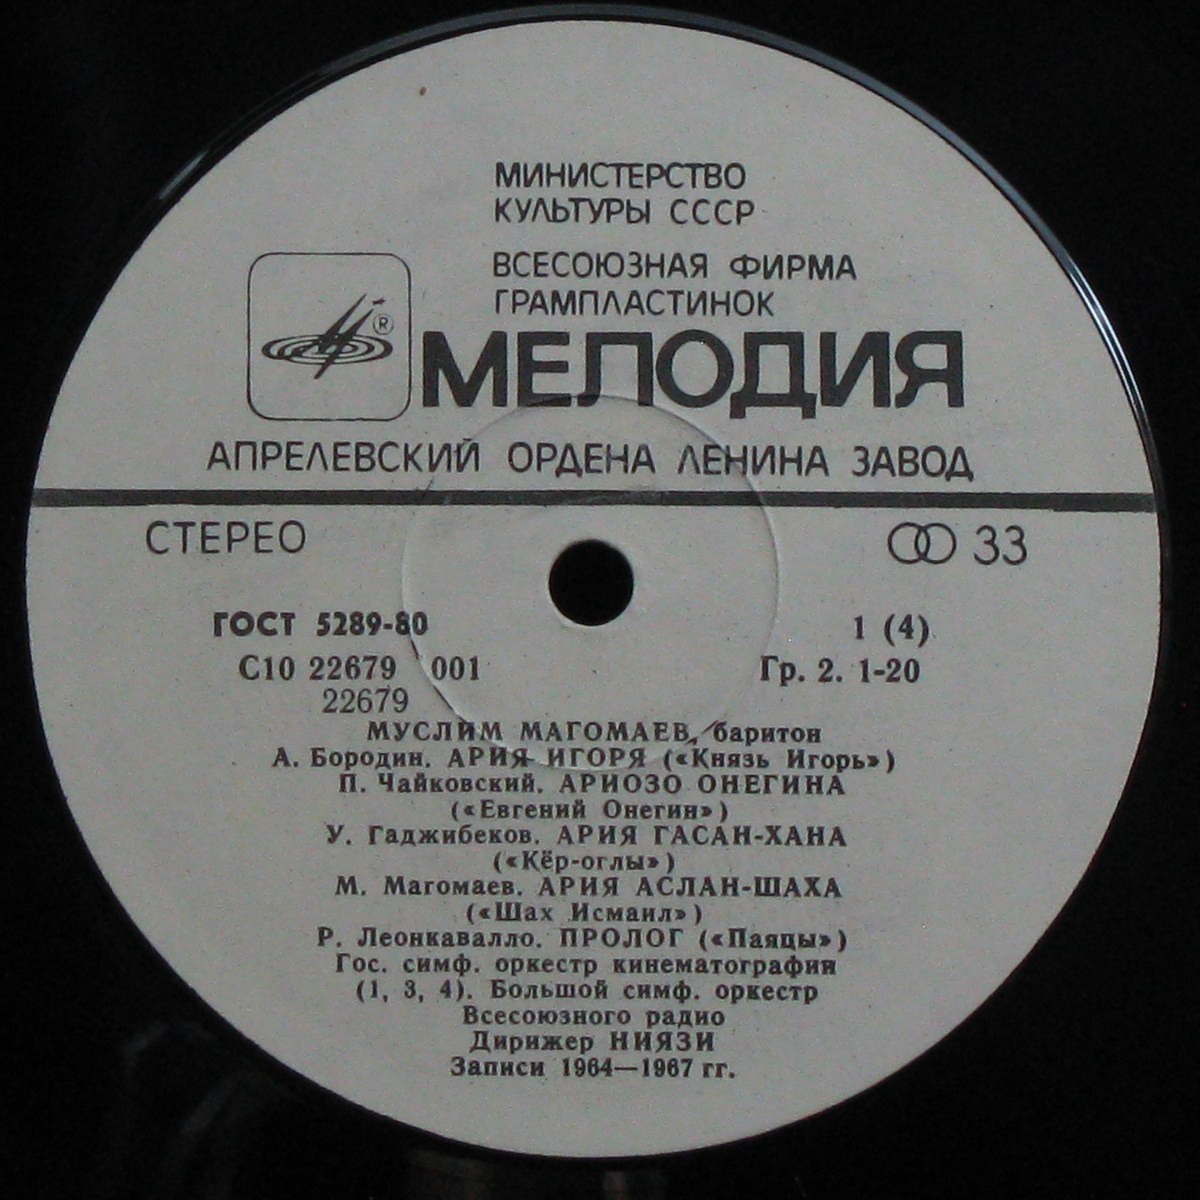 МИНИСТЕРСТВО
КУЛЬТУРЫ СССР
ВСЕСОЮЗНАЯ ФИРМА
ГРАМПЛАСТИНОК
®
МЕЛОДИЯ
АПРЕЛЕВСКИЙ ОРДЕНА ЛЕНИНА ЗАВОД
СТЕРЕО 33
ГОСТ 5289-80 1 (4)
С10 22679 001 Гр. 2. 1-20
22679
МУСЛИМ МАГОМАЕВ, баритон
А. Бородин. АРИЯ ИГОРЯ («Князь Игорь»)
П. Чайковский. АРИОЗО ОНЕГИНА
(«Евгений Онегин»)
У. Гаджибеков. АРИЯ ГАСАН-ХАНА
(«Кёр-оглы»)
М. Магомаев. АРИЯ АСЛАН-ШАХА
(«Шах Исмаил»)
Р. Леонкавалло. ПРОЛОГ («Паяцы»)
Гос. симф. оркестр кинематографии
(1, 3, 4). Большой симф. оркестр
Всесоюзного радио
Дирижер НИЯЗИ
Записи 1964—1967 гг.